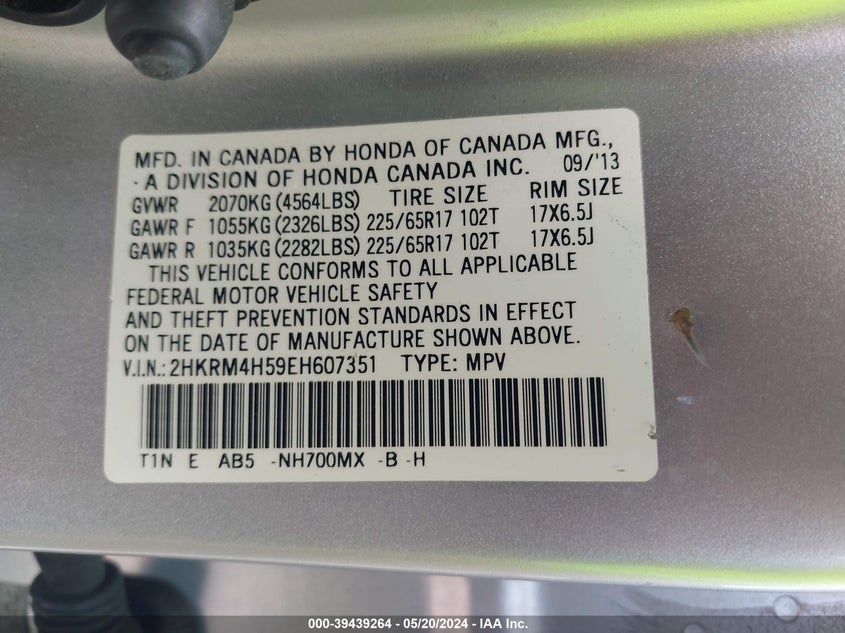 MFD. IN CANADA BY HONDA OF CANADA MFG.,
- A DIVISION OF HONDA CANADA INC. 09/'13
GVWR 2070KG (4564LBS) TIRE SIZE RIM SIZE
GAWR F 1055KG (2326LBS) 225/65R17 102T 17X6.5J
GAWR R 1035KG (2282LBS) 225/65R17 102T 17X6.5J
THIS VEHICLE CONFORMS TO ALL APPLICABLE
FEDERAL MOTOR VEHICLE SAFETY
AND THEFT PREVENTION STANDARDS IN EFFECT
ON THE DATE OF MANUFACTURE SHOWN ABOVE.
V.I.N.: 2HKRM4H59EH607351 TYPE: MPV
T1N E AB5 -NH700MX -B -H
000-39439264 - 05/20/2024 - IAA Inc.